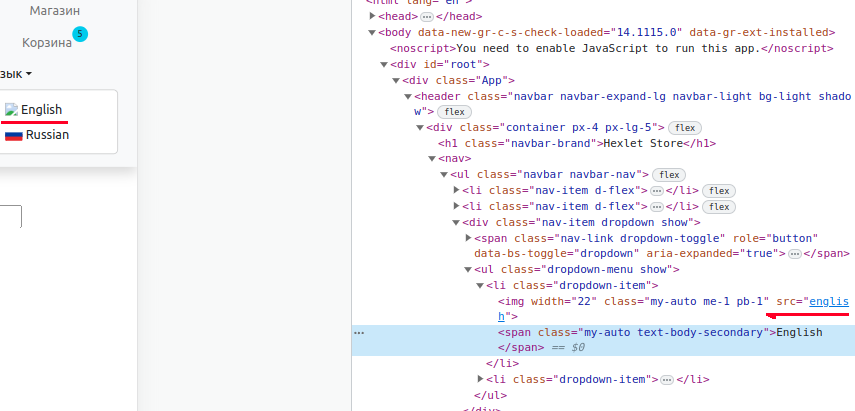 Магазин
Корзина
5
зык
English
Russian
<head>…</head>
<body data-new-gr-c-s-check-loaded="14.1115.0" data-gr-ext-installed>
<noscript>You need to enable JavaScript to run this app.</noscript>
<div id="root">
<div class="App">
<header class="navbar navbar-expand-lg navbar-light bg-light shado
w"> flex
<div class="container px-4 px-lg-5"> flex
<h1 class="navbar-brand">Hexlet Store</h1>
<nav>
<ul class="navbar navbar-nav"> flex
<li class="nav-item d-flex">…</li> flex
<li class="nav-item d-flex">…</li> flex
<div class="nav-item dropdown show">
<span class="nav-link dropdown-toggle" role="button"
data-bs-toggle="dropdown" aria-expanded="true">…</span>
<ul class="dropdown-menu show">
<li class="dropdown-item">
<img width="22" class="my-auto me-1 pb-1" src="englis
h">
… <span class="my-auto text-body-secondary">English
</span> == $0
</li>
<li class="dropdown-item">…</li>
</ul>